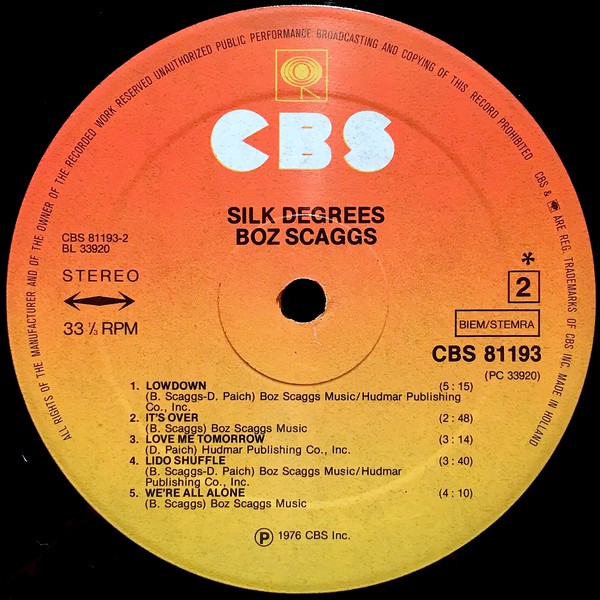 ALL RIGHTS OF THE MANUFACTURER AND OF THE OWNER OF THE RECORDED WORK RESERVED UNAUTHORIZED PUBLIC PERFORMANCE BROADCASTING AND COPYING OF THIS RECORD PROHIBITED CBS & ARE REG. TRADEMARKS OF CBS INC. MADE IN HOLLAND
CBS
SILK DEGREES
BOZ SCAGGS
CBS 81193-2
BL 33920
STEREO
33 ⅓ RPM
*
2
BIEM/STEMRA
CBS 81193
(PC 33920)
1. LOWDOWN (5 : 15)
(B. Scaggs-D. Paich) Boz Scaggs Music/Hudmar Publishing
Co., Inc.
2. IT'S OVER (2 : 48)
(B. Scaggs) Boz Scaggs Music
3. LOVE ME TOMORROW (3 : 14)
(D. Paich) Hudmar Publishing Co., Inc.
4. LIDO SHUFFLE (3 : 40)
(B. Scaggs-D. Paich) Boz Scaggs Music/Hudmar
Publishing Co., Inc.
5. WE'RE ALL ALONE (4 : 10)
(B. Scaggs) Boz Scaggs Music
Ⓟ 1976 CBS Inc.